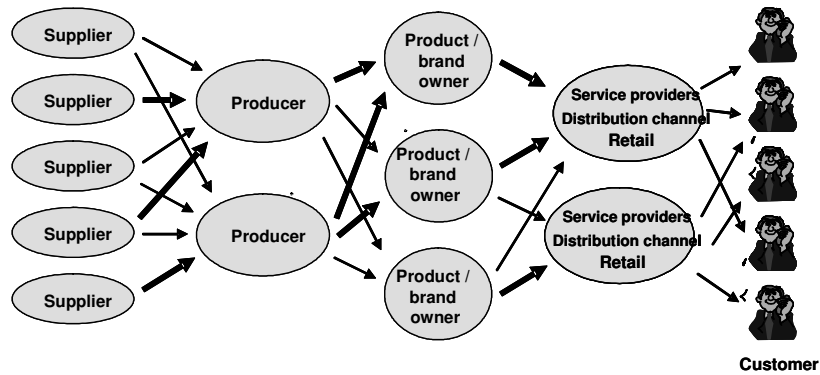 Supplier
Supplier
Supplier
Supplier
Supplier
Producer
Producer
Product /
brand
owner
Product /
brand
owner
Product /
brand
owner
Service providers
Distribution channel
Retail
Service providers
Distribution channel
Retail
Customer